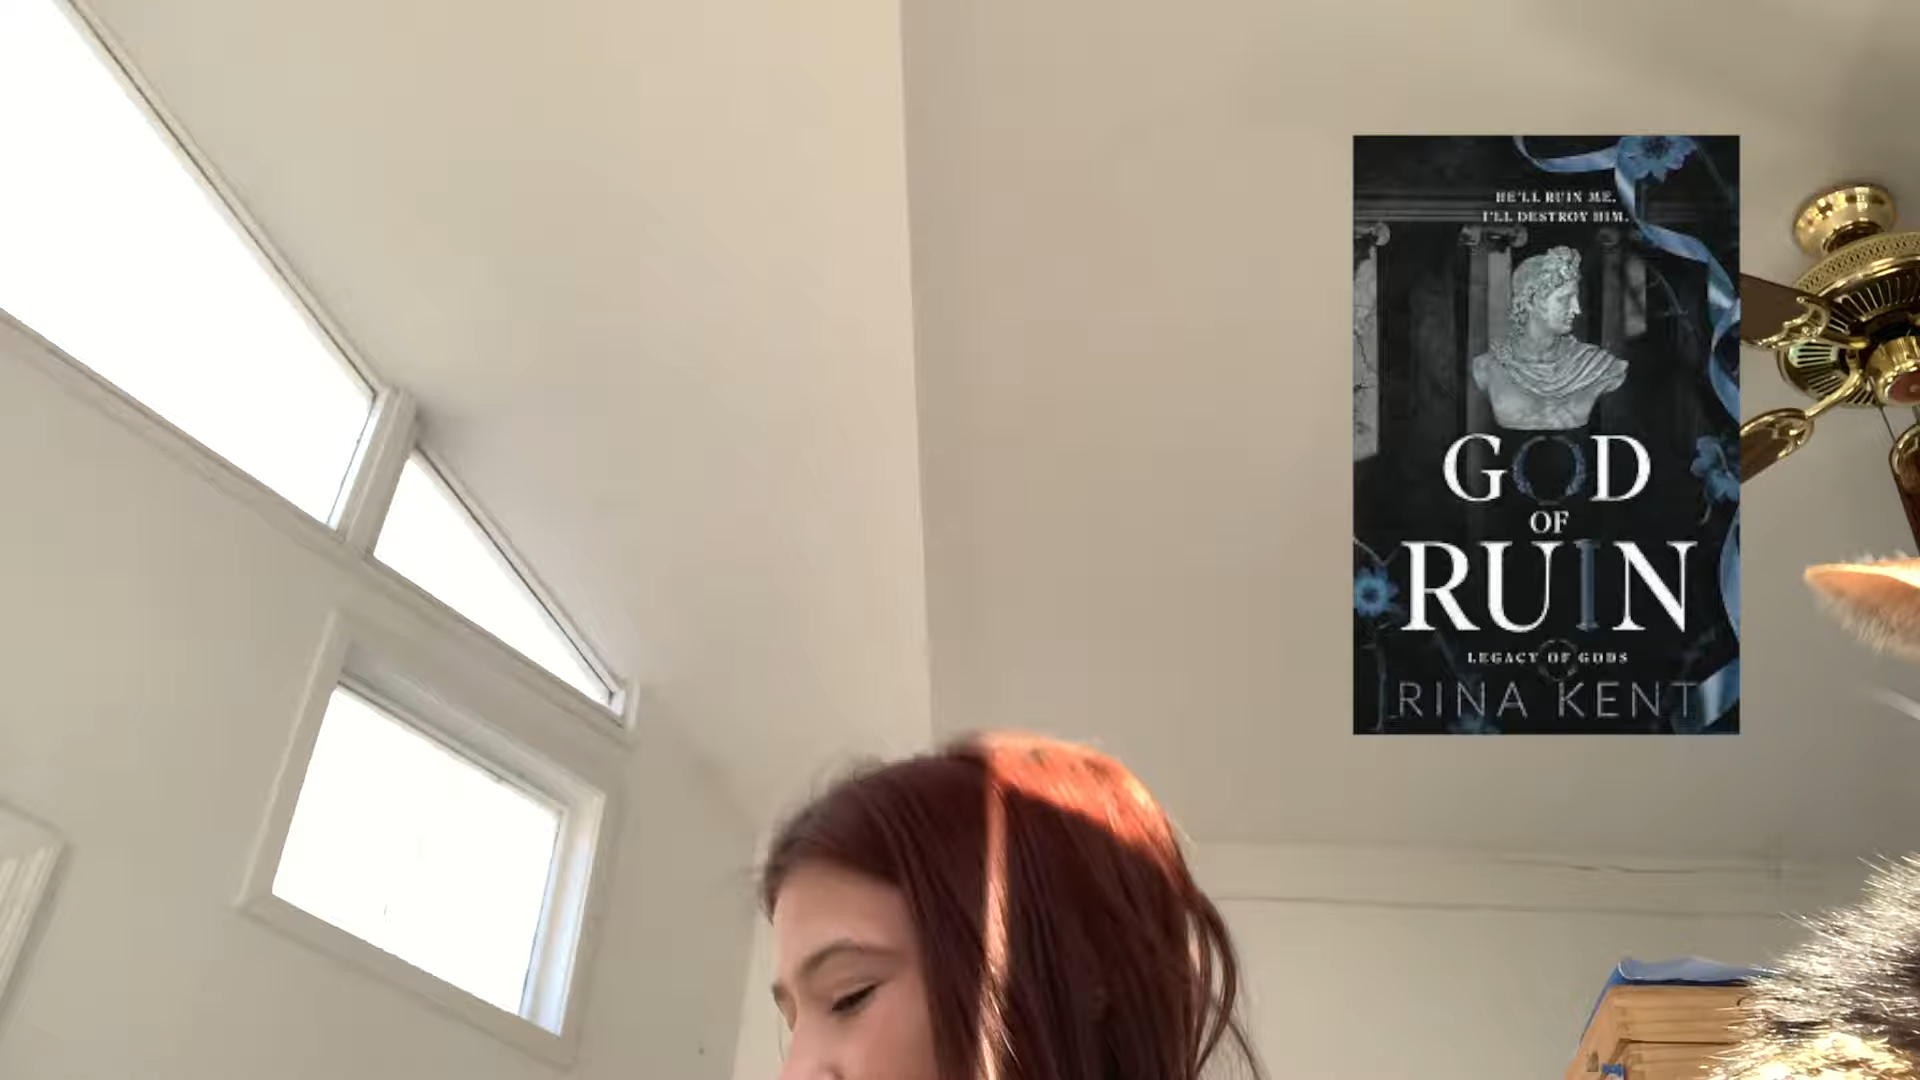 HE'LL RUIN ME.
I'LL DESTROY HIM.
GOD
OF
RUIN
LEGACY OF GODS
RINA KENT